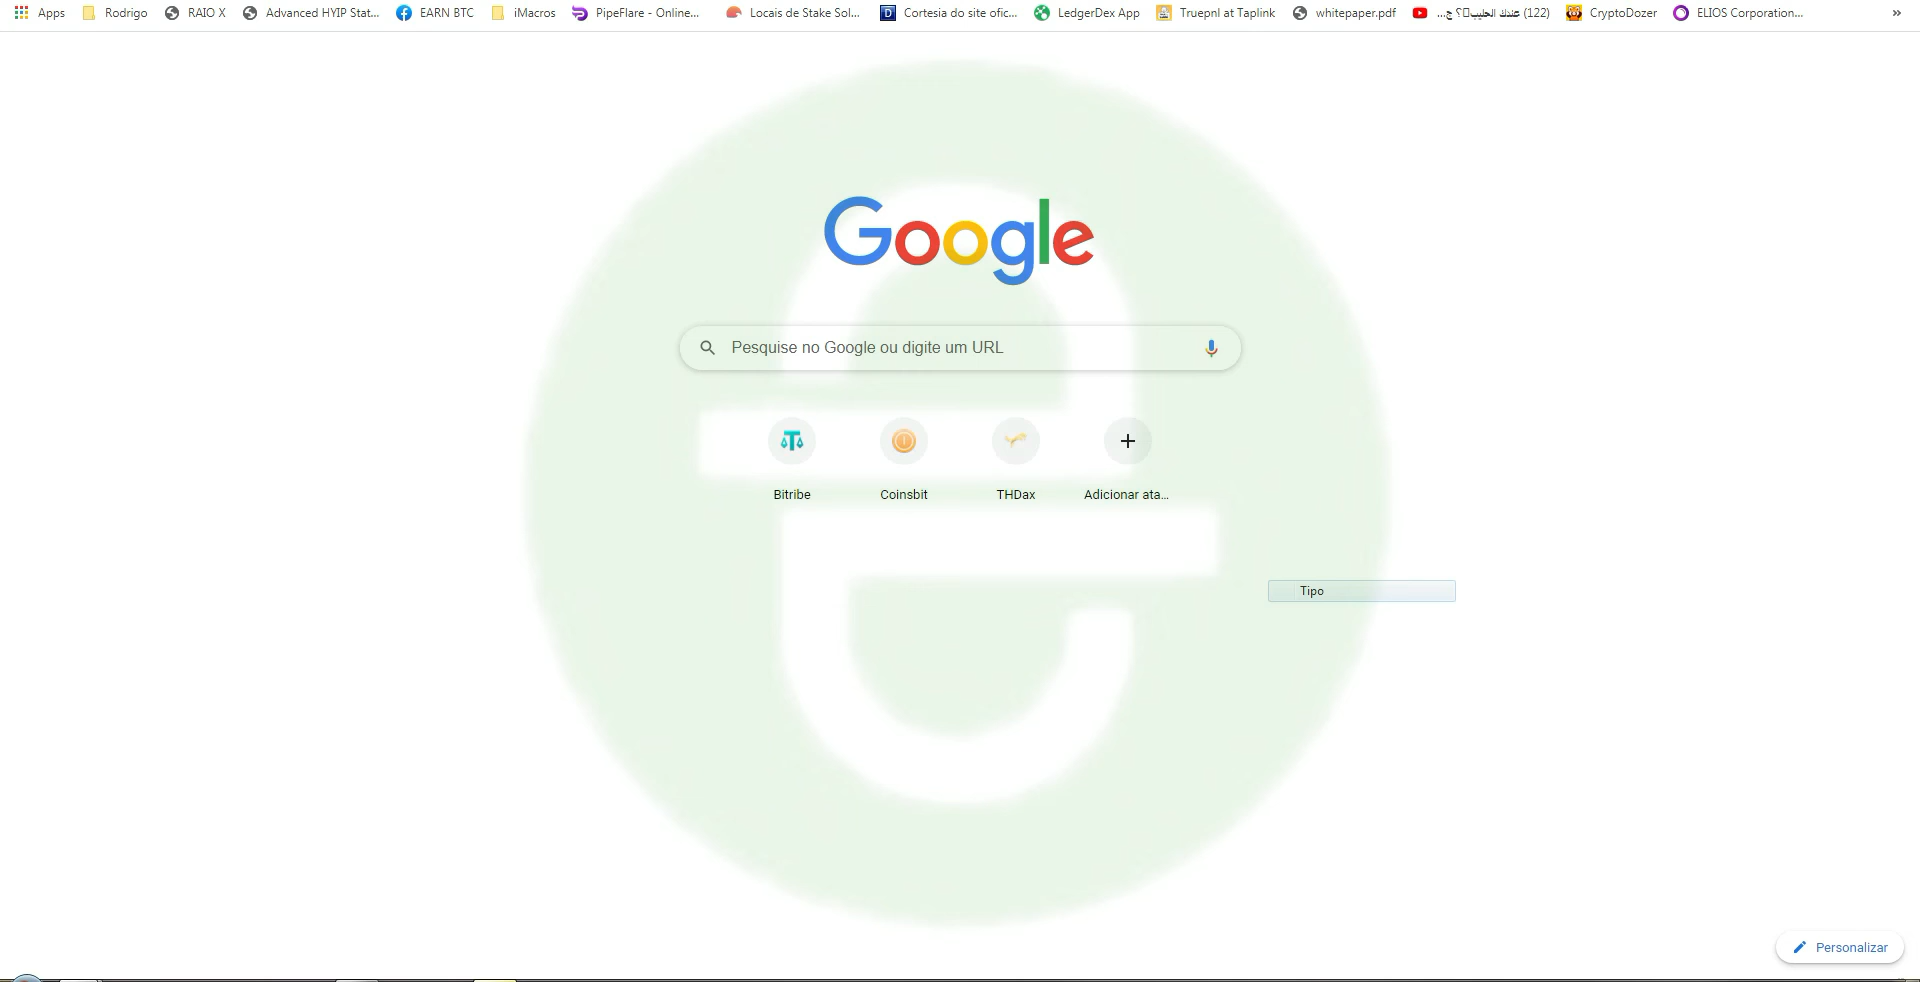 Apps Rodrigo RAIO X Advanced HYIP Stat... EARN BTC iMacros PipeFlare - Online... Locais de Stake Sol... Cortesia do site ofic... LedgerDex App Truepnl at Taplink whitepaper.pdf (122) عندك الحليب؟ ج... CryptoDozer ELIOS Corporation... »
Google
Pesquise no Google ou digite um URL
Bitribe Coinsbit THDax Adicionar ata...
Tipo
Personalizar